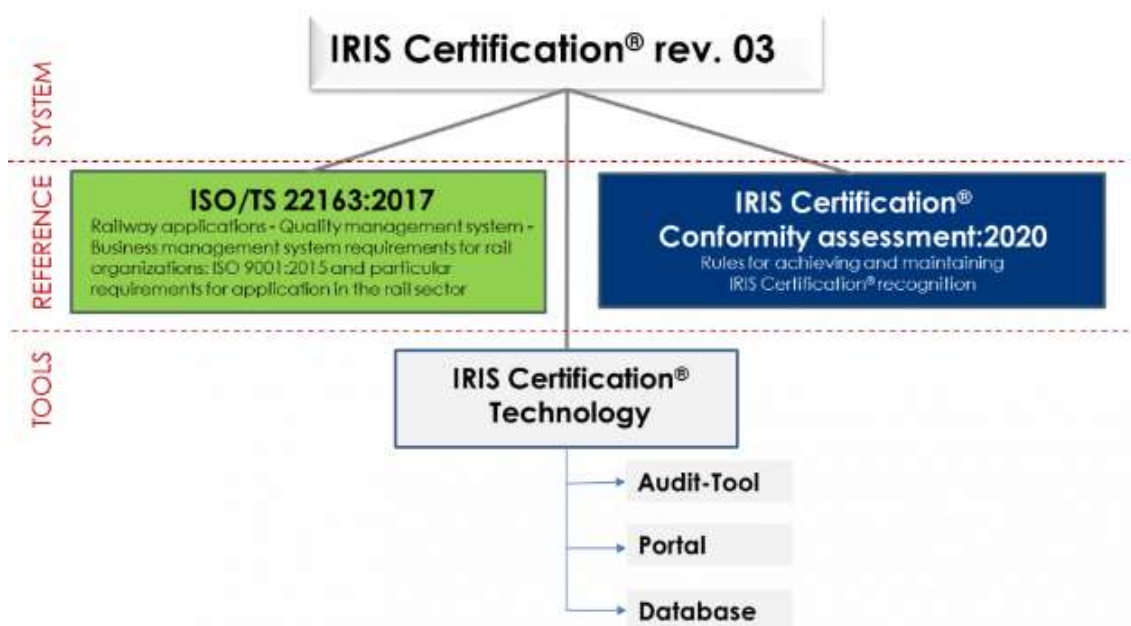 IRIS Certification® rev. 03
SYSTEM
REFERENCE
ISO/TS 22163:2017
Railway applications - Quality management system -
Business management system requirements for rail
organizations: ISO 9001:2015 and particular
requirements for application in the rail sector
IRIS Certification®
Conformity assessment:2020
Rules for achieving and maintaining
IRIS Certification® recognition
TOOLS
IRIS Certification®
Technology
Audit-Tool
Portal
Database